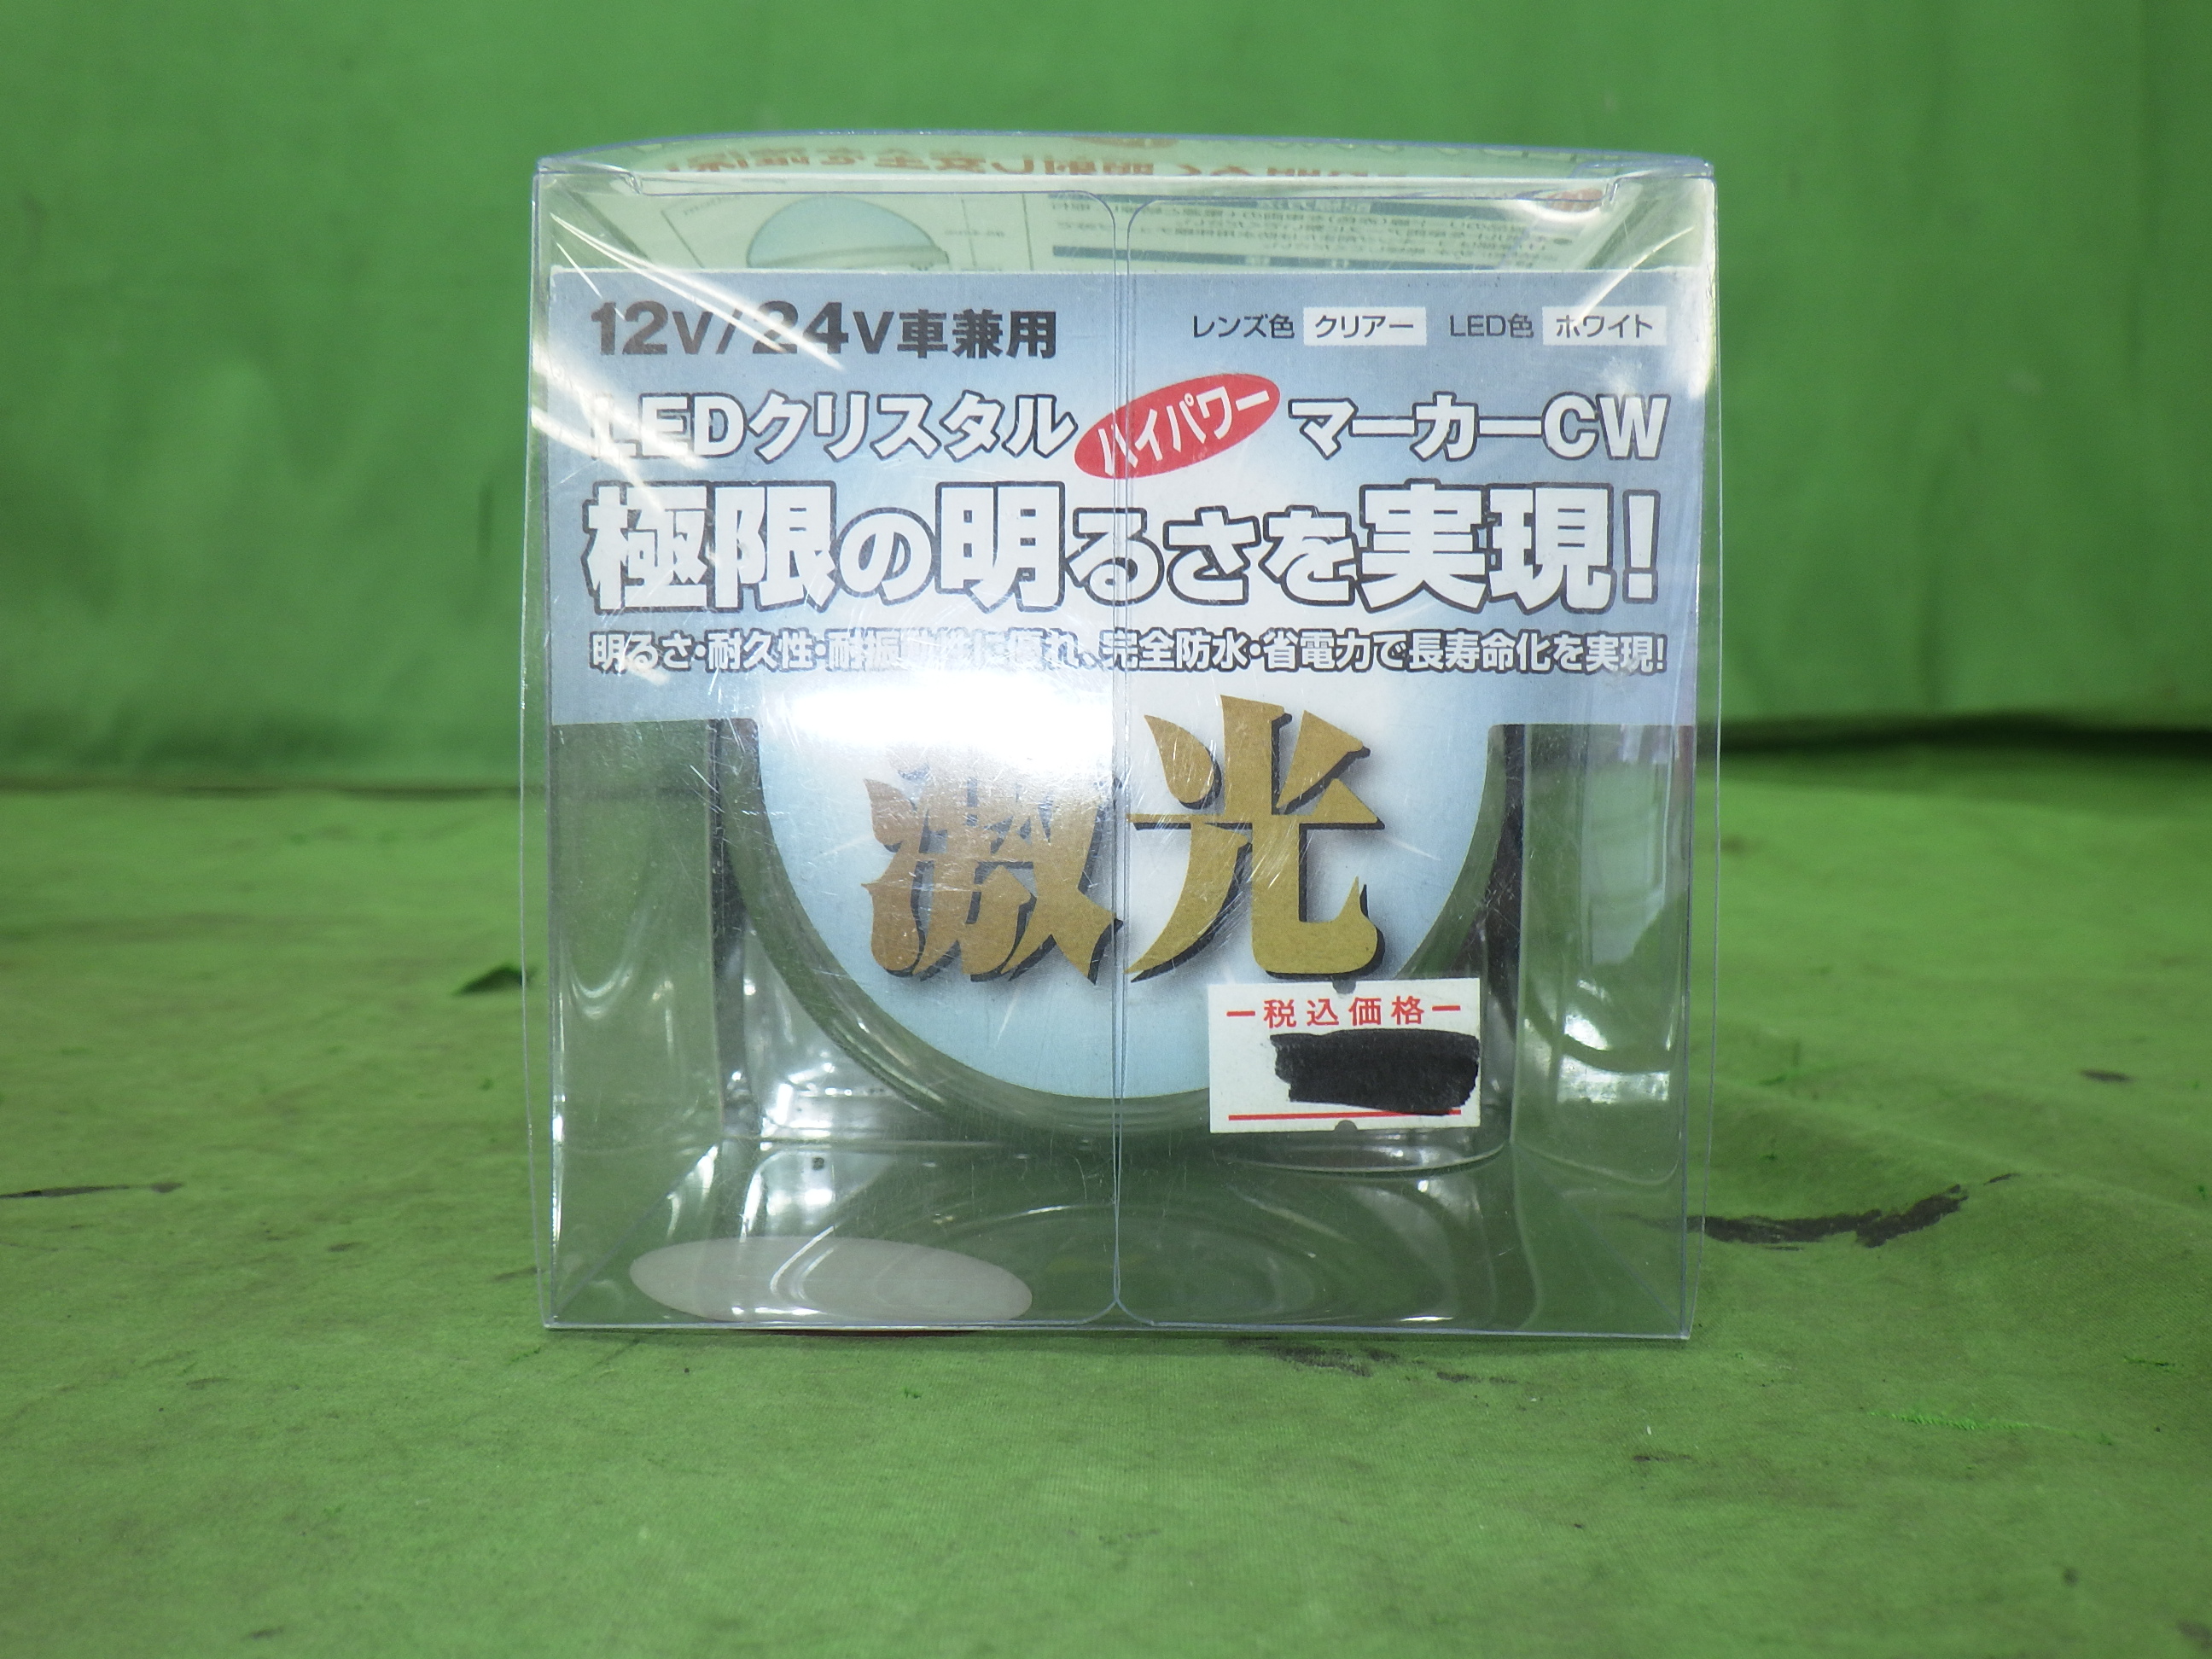 12V/24V車兼用
レンズ色 クリアー LED色 ホワイト
LEDクリスタル ハイパワー マーカーCW
極限の明るさを実現!
明るさ・耐久性・耐振動性に優れ、完全防水・省電力で長寿命化を実現!
激光
ー税込価格ー